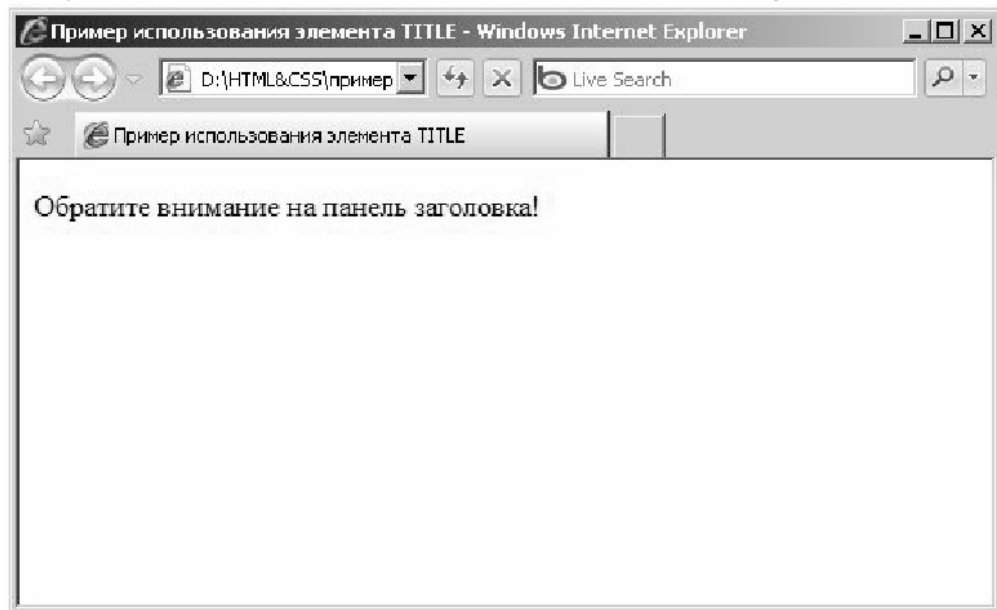 Пример использования элемента TITLE - Windows Internet Explorer
D:\HTML&CSS\пример
Live Search
Пример использования элемента TITLE
Обратите внимание на панель заголовка!